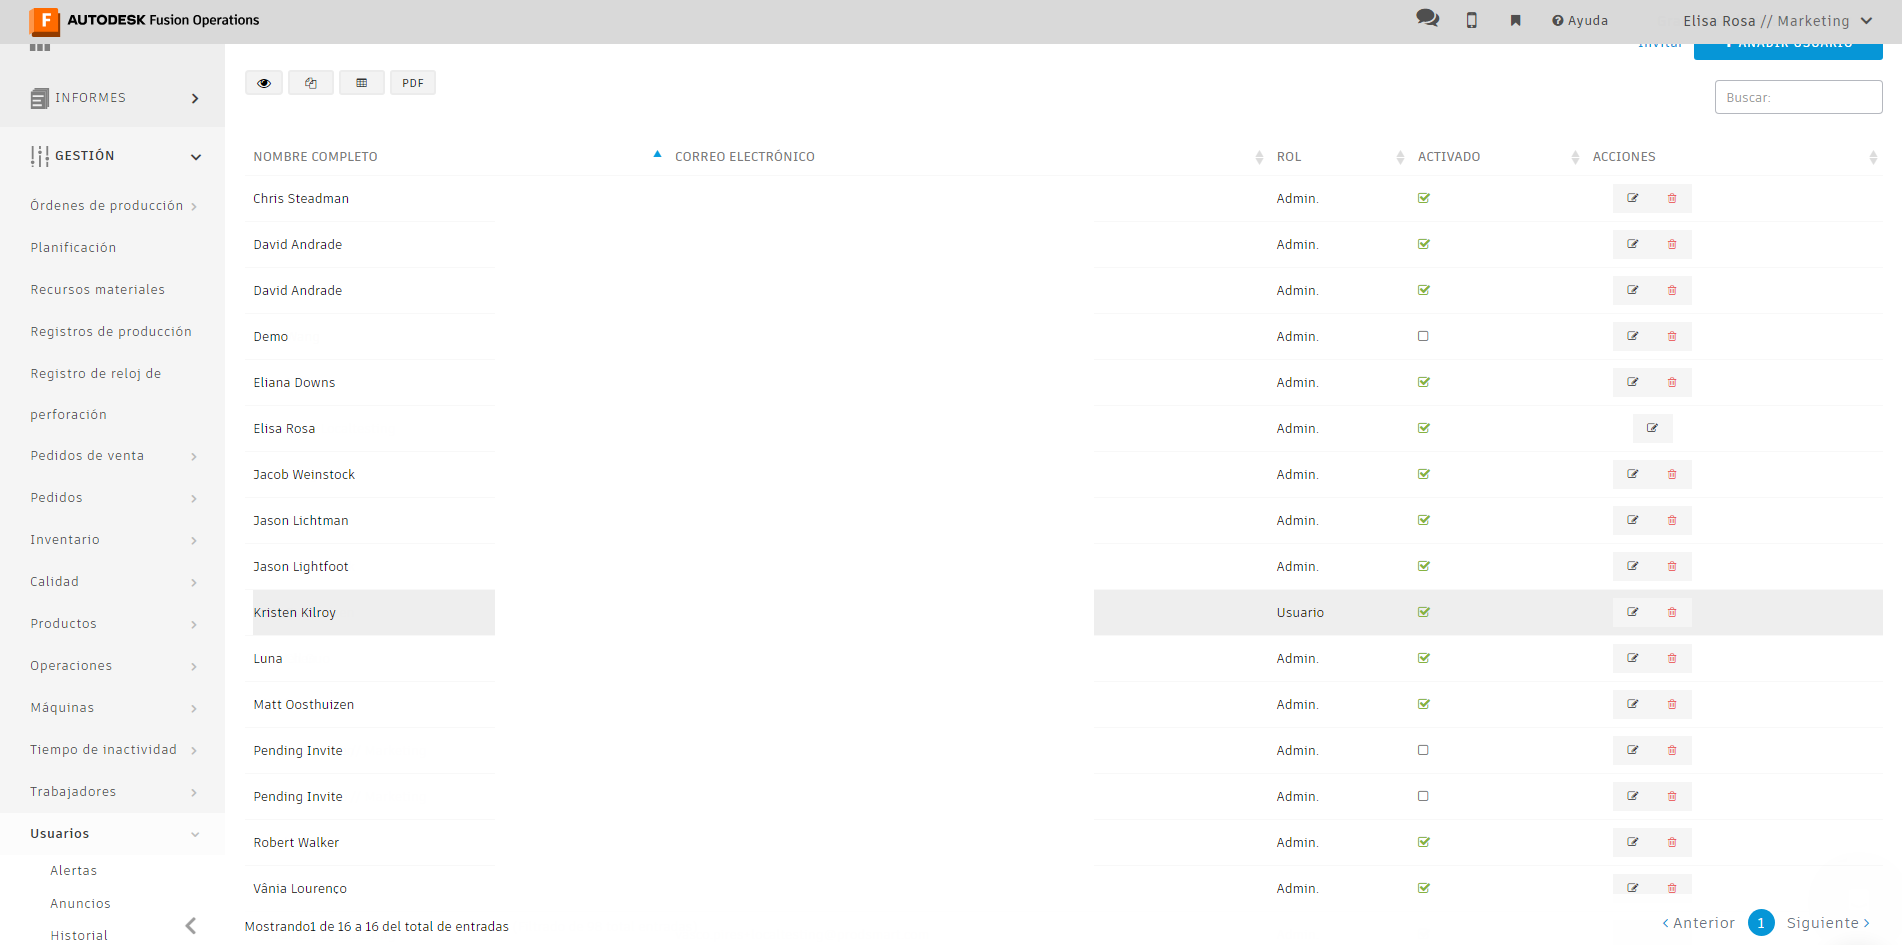 F AUTODESK Fusion Operations
Ayuda
Elisa Rosa // Marketing
Invitar
AÑADIR USUARIO
INFORMES
GESTIÓN
Órdenes de producción
Planificación
Recursos materiales
Registros de producción
Registro de reloj de
perforación
Pedidos de venta
Pedidos
Inventario
Calidad
Productos
Operaciones
Máquinas
Tiempo de inactividad
Trabajadores
Usuarios
Alertas
Anuncios
Historial
PDF
Buscar:
NOMBRE COMPLETO CORREO ELECTRÓNICO ROL ACTIVADO ACCIONES
Chris Steadman Admin.
David Andrade Admin.
David Andrade Admin.
Demo Admin.
Eliana Downs Admin.
Elisa Rosa Admin.
Jacob Weinstock Admin.
Jason Lichtman Admin.
Jason Lightfoot Admin.
Kristen Kilroy Usuario
Luna Admin.
Matt Oosthuizen Admin.
Pending Invite Admin.
Pending Invite Admin.
Robert Walker Admin.
Vânia Lourenço Admin.
Mostrando1 de 16 a 16 del total de entradas
Anterior 1 Siguiente